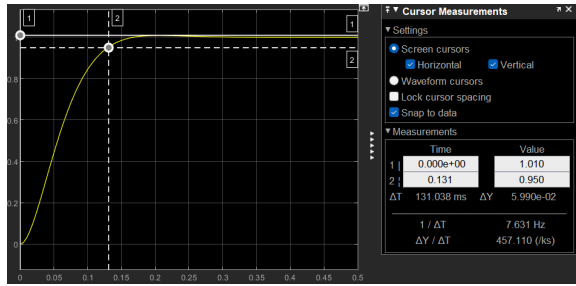 1
2
1
2
0.8
0.6
0.4
0.2
0
0 0.05 0.1 0.15 0.2 0.25 0.3 0.35 0.4 0.45 0.5
Cursor Measurements
Settings
Screen cursors
Horizontal Vertical
Waveform cursors
Lock cursor spacing
Snap to data
Measurements
Time Value
1 | 0.000e+00 1.010
2 ¦ 0.131 0.950
ΔT 131.038 ms ΔY 5.990e-02
1 / ΔT 7.631 Hz
ΔY / ΔT 457.110 (/ks)